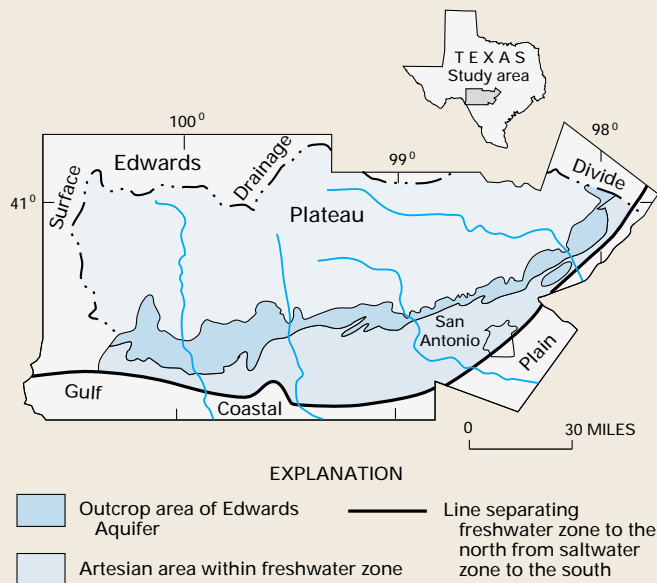 TEXAS
Study area
100⁰
99⁰
98⁰
41⁰
Edwards
Surface
Drainage
Divide
Plateau
San
Antonio
Plain
Gulf
Coastal
0 30 MILES
EXPLANATION
Outcrop area of Edwards
Aquifer
Artesian area within freshwater zone
Line separating
freshwater zone to the
north from saltwater
zone to the south